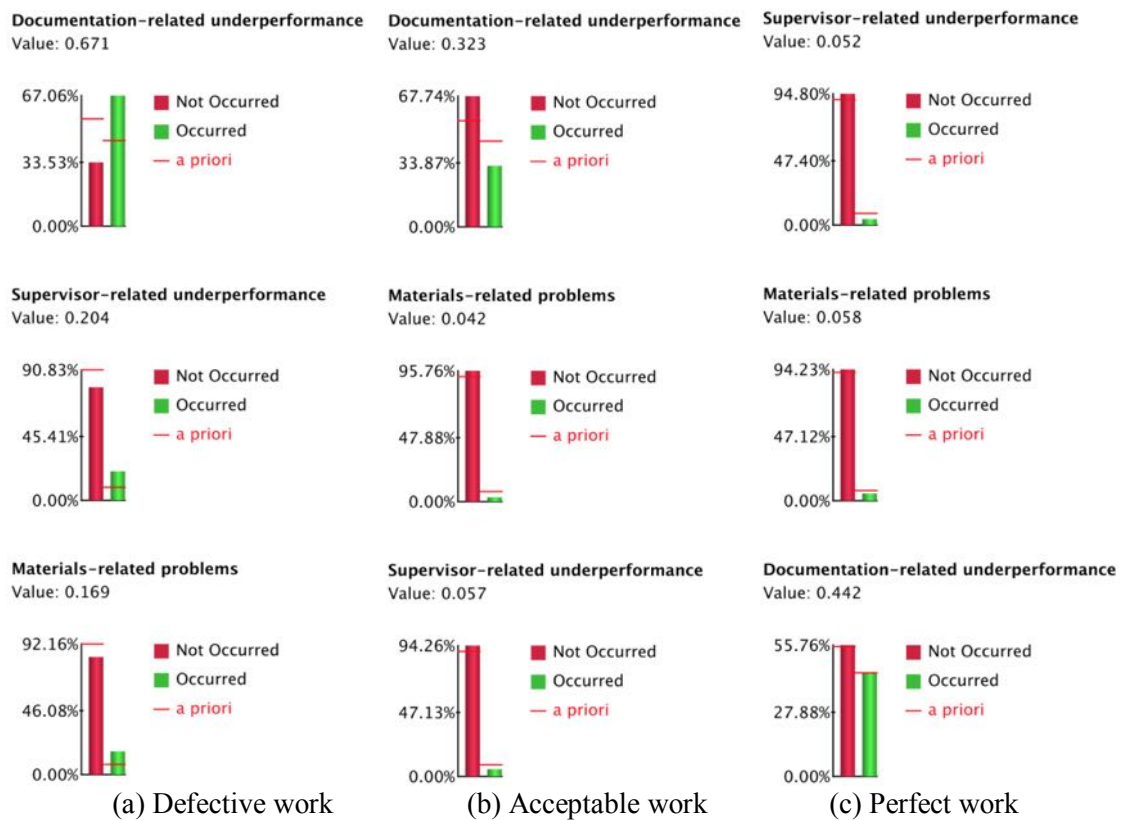 Documentation-related underperformance
Value: 0.671
67.06%
33.53%
0.00%
Not Occurred
Occurred
a priori
Supervisor-related underperformance
Value: 0.204
90.83%
45.41%
0.00%
Not Occurred
Occurred
a priori
Materials-related problems
Value: 0.169
92.16%
46.08%
0.00%
Not Occurred
Occurred
a priori
(a) Defective work
Documentation-related underperformance
Value: 0.323
67.74%
33.87%
0.00%
Not Occurred
Occurred
a priori
Materials-related problems
Value: 0.042
95.76%
47.88%
0.00%
Not Occurred
Occurred
a priori
Supervisor-related underperformance
Value: 0.057
94.26%
47.13%
0.00%
Not Occurred
Occurred
a priori
(b) Acceptable work
Supervisor-related underperformance
Value: 0.052
94.80%
47.40%
0.00%
Not Occurred
Occurred
a priori
Materials-related problems
Value: 0.058
94.23%
47.12%
0.00%
Not Occurred
Occurred
a priori
Documentation-related underperformance
Value: 0.442
55.76%
27.88%
0.00%
Not Occurred
Occurred
a priori
(c) Perfect work